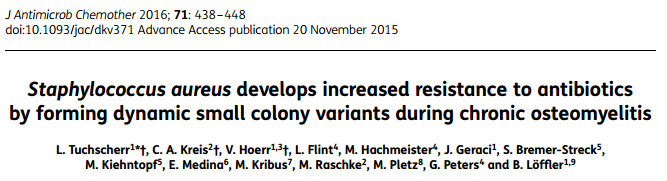 J Antimicrob Chemother 2016; 71: 438–448
doi:10.1093/jac/dkv371 Advance Access publication 20 November 2015
Staphylococcus aureus develops increased resistance to antibiotics
by forming dynamic small colony variants during chronic osteomyelitis
L. Tuchscherr1*†, C. A. Kreis2†, V. Hoerr1,3†, L. Flint4, M. Hachmeister4, J. Geraci1, S. Bremer-Streck5,
M. Kiehntopf5, E. Medina6, M. Kribus7, M. Raschke2, M. Pletz8, G. Peters4 and B. Löffler1,9